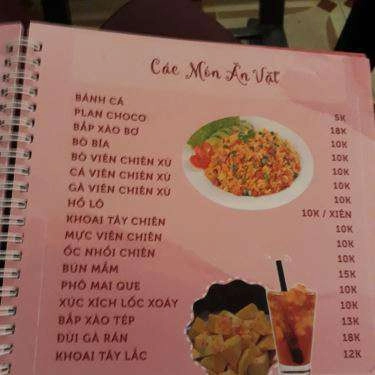 Các Món Ăn Vặt
BÁNH CÁ 5K
PLAN CHOCO 18K
BẮP XÀO BƠ 10K
BÒ BÍA 10K
BÒ VIÊN CHIÊN XÙ 10K
CÁ VIÊN CHIÊN XÙ 10K
GÀ VIÊN CHIÊN XÙ 10K
HỒ LÔ 10K / XIÊN
KHOAI TÂY CHIÊN 10K
MỰC VIÊN CHIÊN 10K
ỐC NHỒI CHIÊN 10K
BÚN MẮM 15K
PHÔ MAI QUE 10K
XÚC XÍCH LỐC XOÁY 10K
BẮP XÀO TÉP 13K
ĐÙI GÀ RÁN 18K
KHOAI TÂY LẮC 12K